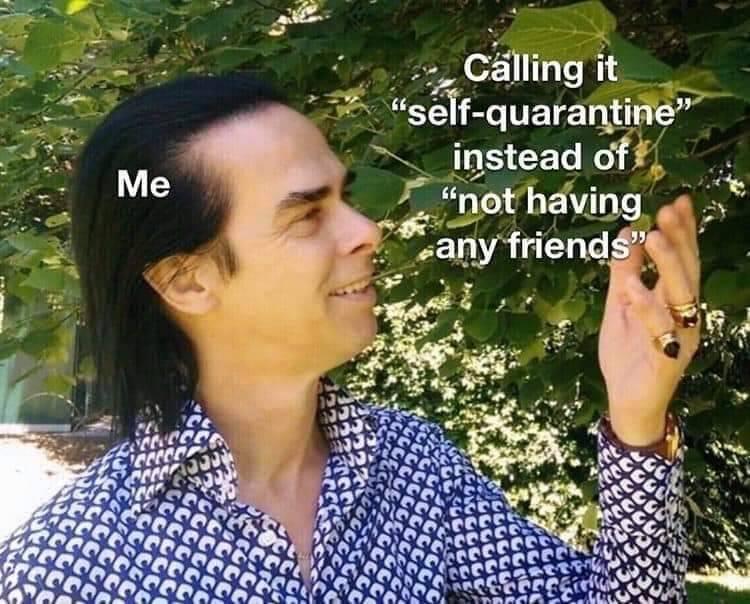 Me
Calling it
“self-quarantine”
instead of
“not having
any friends”